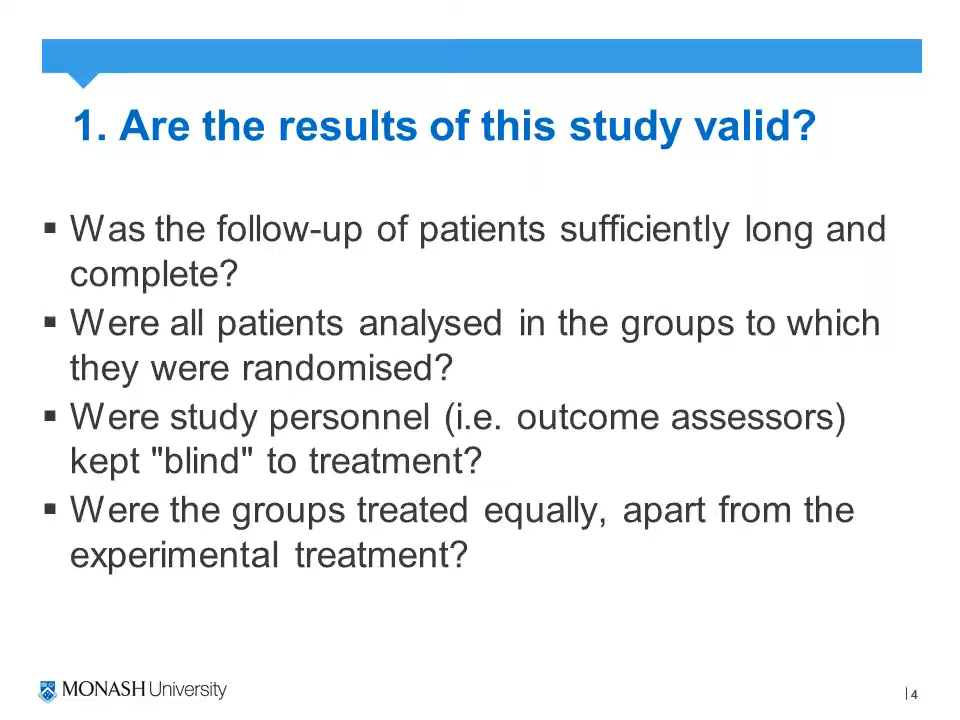 1. Are the results of this study valid?
▪ Was the follow-up of patients sufficiently long and
complete?
▪ Were all patients analysed in the groups to which
they were randomised?
▪ Were study personnel (i.e. outcome assessors)
kept "blind" to treatment?
▪ Were the groups treated equally, apart from the
experimental treatment?
MONASH University
| 4